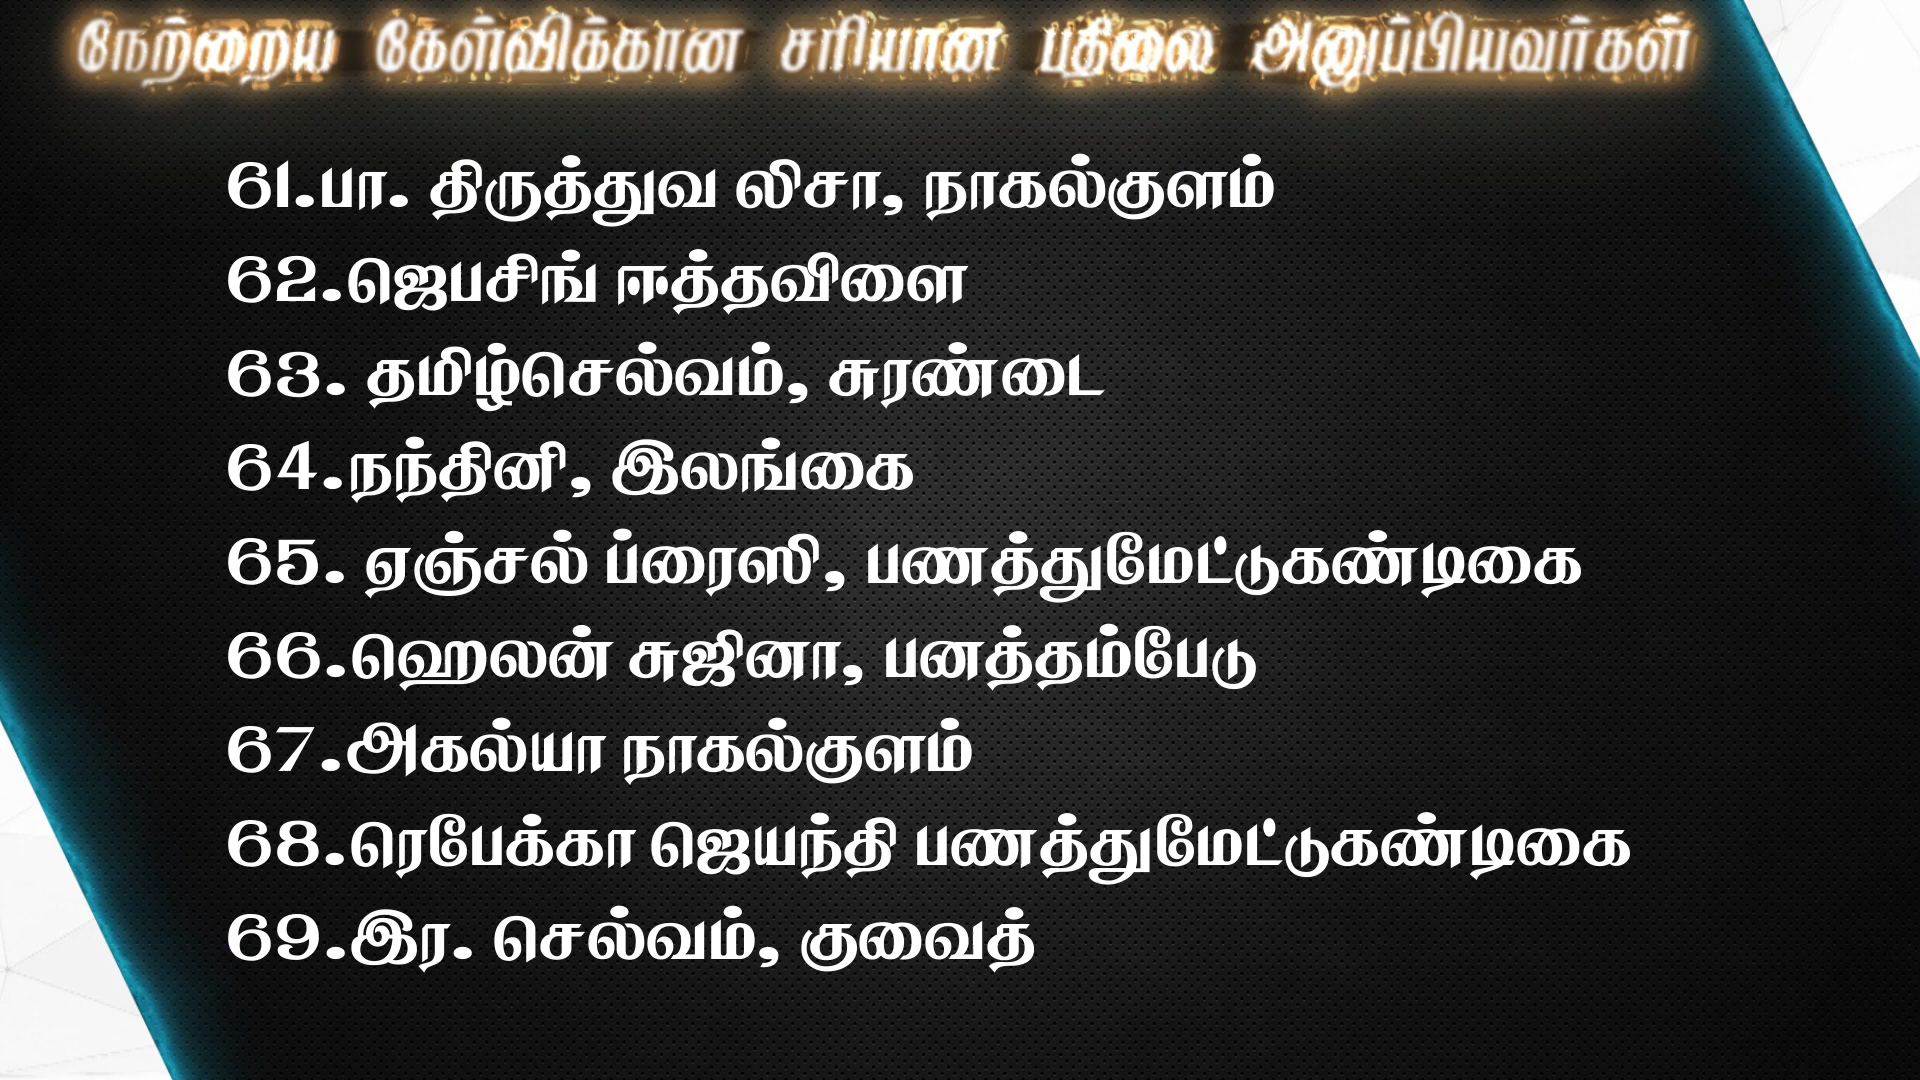 நேற்றைய கேள்விக்கான சரியான பதிலை அனுப்பியவர்கள்
61.பா. திருத்துவ லிசா, நாகல்குளம்
62.ஜெபசிங் ஈத்தவிளை
63. தமிழ்செல்வம், சுரண்டை
64.நந்தினி, இலங்கை
65. ஏஞ்சல் ப்ரைஸி, பணத்துமேட்டுகண்டிகை
66.ஹெலன் சுஜினா, பனத்தம்பேடு
67.அகல்யா நாகல்குளம்
68.ரெபேக்கா ஜெயந்தி பணத்துமேட்டுகண்டிகை
69.இர. செல்வம், குவைத்